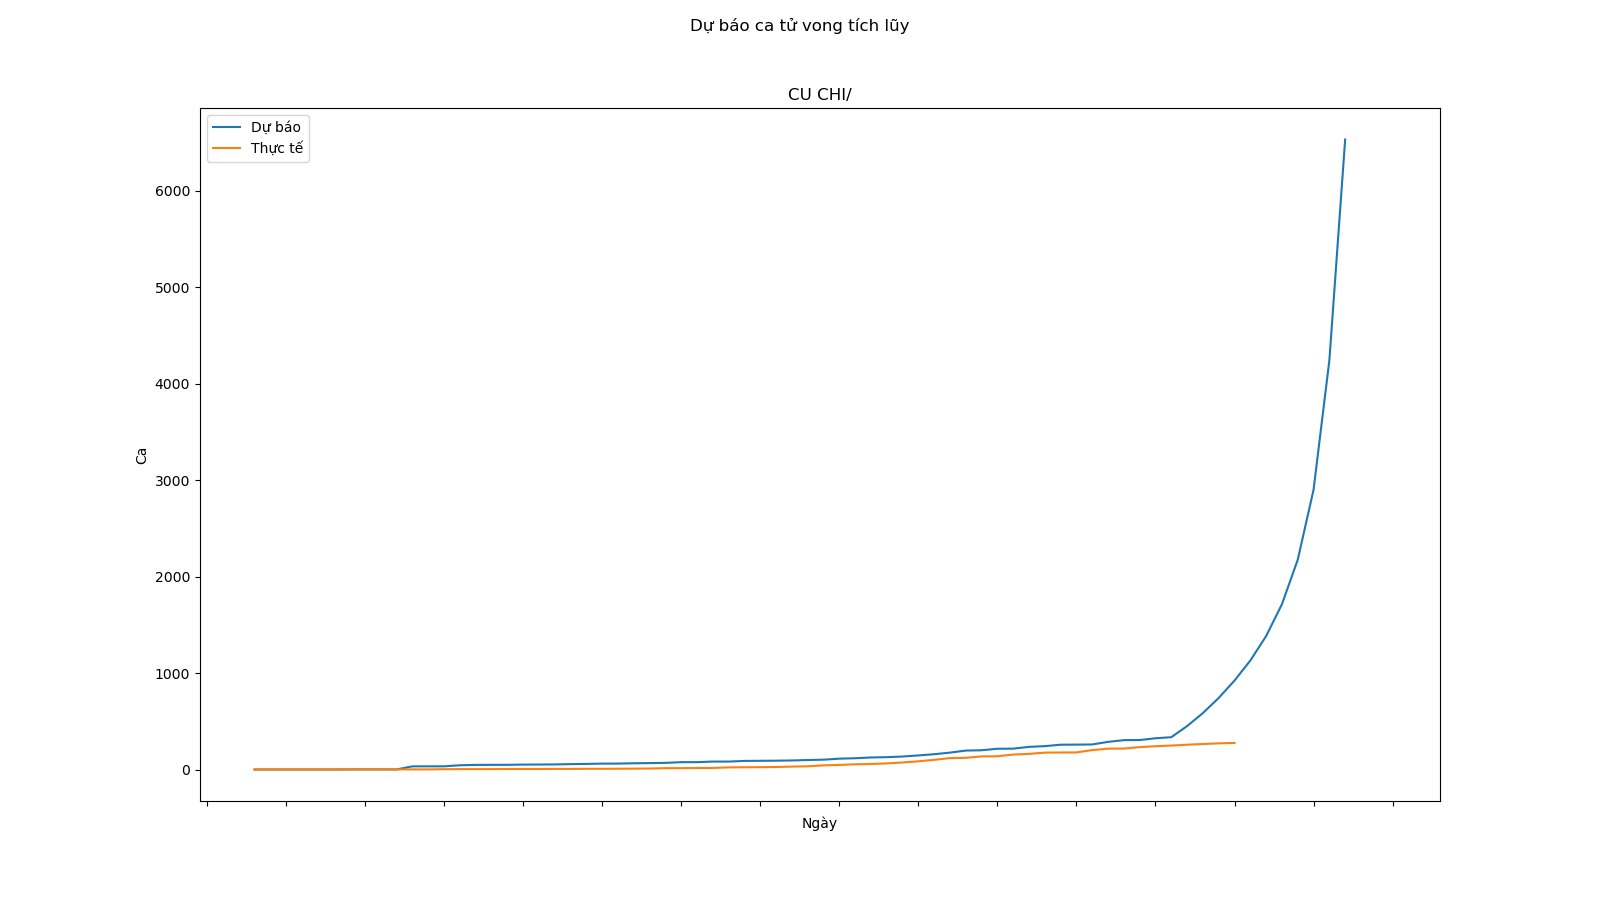 Dự báo ca tử vong tích lũy
CU CHI/
Dự báo
Thực tế
6000
5000
4000
3000
2000
1000
0
Ca
Ngày